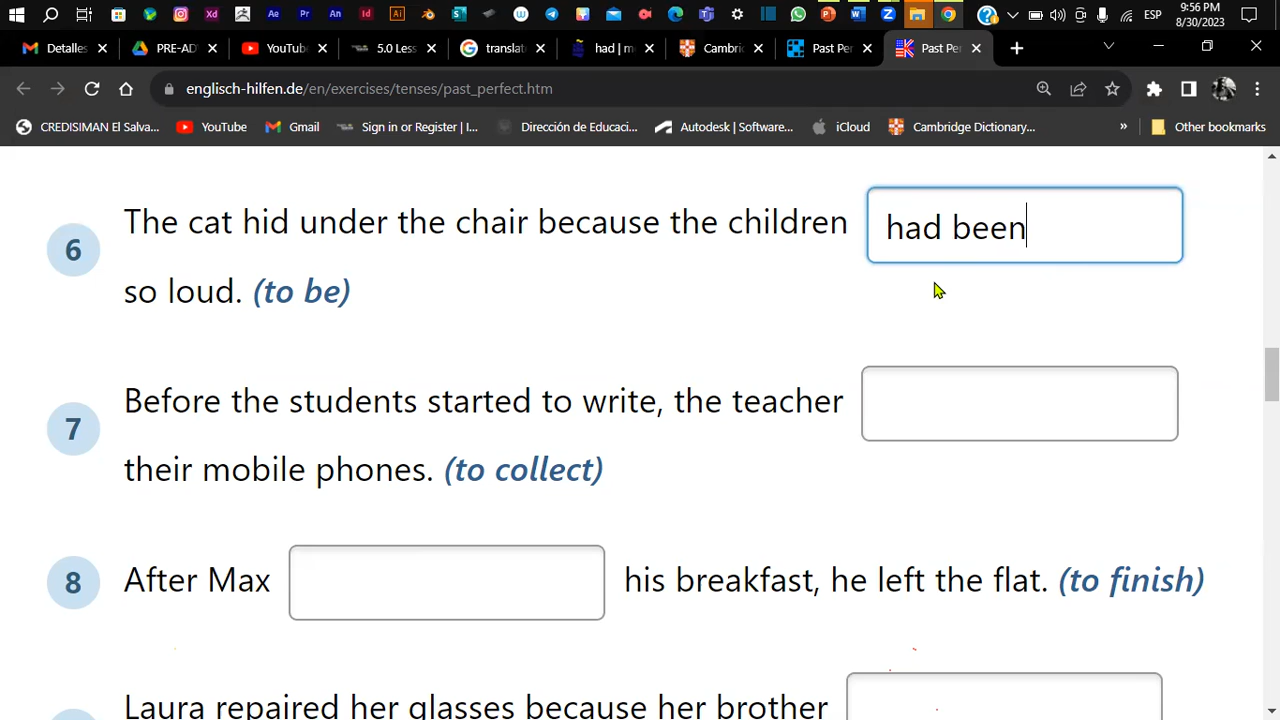 9:56 PM
ESP
8/30/2023
Detalles
PRE-AD
YouTub
5.0 Less
translat
had | m
Cambri
Past Per
Past Pe
englisch-hilfen.de/en/exercises/tenses/past_perfect.htm
CREDISIMAN El Salva...
YouTube
Gmail
Sign in or Register | I...
Dirección de Educaci...
Autodesk | Software...
iCloud
Cambridge Dictionary...
»
Other bookmarks
6
The cat hid under the chair because the children had been
so loud. (to be)
7
Before the students started to write, the teacher
their mobile phones. (to collect)
8
After Max his breakfast, he left the flat. (to finish)
Laura repaired her glasses because her brother